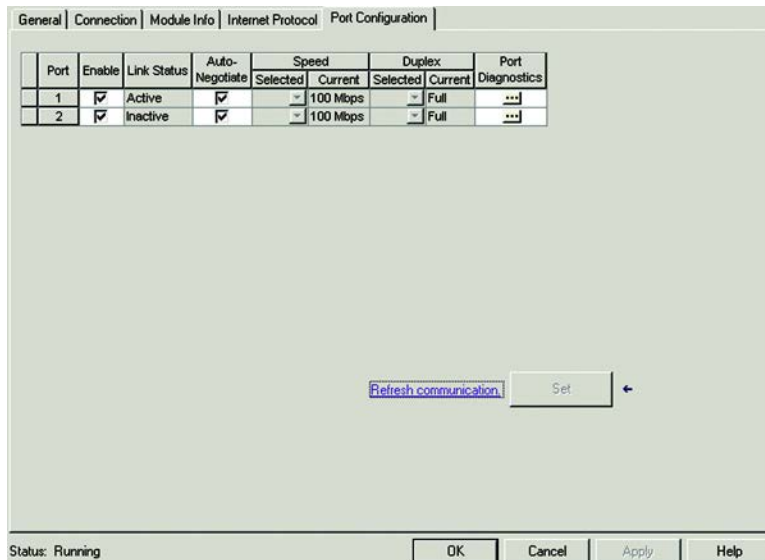 General Connection Module Info Internet Protocol Port Configuration
Port Enable Link Status Auto-Negotiate Speed Duplex Port Diagnostics
Selected Current Selected Current
1 Active 100 Mbps Full ...
2 Inactive 100 Mbps Full ...
Refresh communication. Set
Status: Running OK Cancel Apply Help